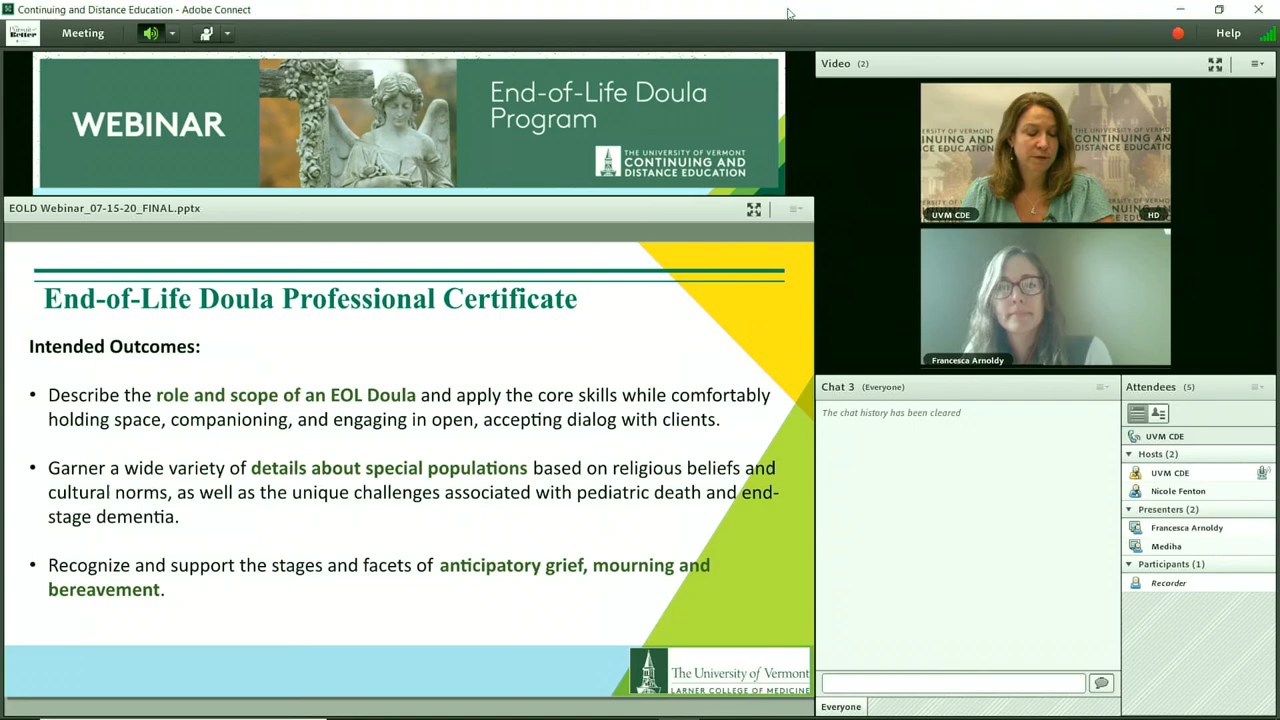 Continuing and Distance Education - Adobe Connect
Meeting
Help
WEBINAR
End-of-Life Doula
Program
THE UNIVERSITY OF VERMONT
CONTINUING AND
DISTANCE EDUCATION
Video (2)
UVM CDE
HD
Francesca Arnoldy
EOLD Webinar_07-15-20_FINAL.pptx
End-of-Life Doula Professional Certificate
Intended Outcomes:
• Describe the role and scope of an EOL Doula and apply the core skills while comfortably
holding space, companioning, and engaging in open, accepting dialog with clients.
• Garner a wide variety of details about special populations based on religious beliefs and
cultural norms, as well as the unique challenges associated with pediatric death and end-
stage dementia.
• Recognize and support the stages and facets of anticipatory grief, mourning and
bereavement.
The University of Vermont
LARNER COLLEGE OF MEDICINE
Chat 3 (Everyone)
The chat history has been cleared
Everyone
Attendees (5)
UVM CDE
Hosts (2)
UVM CDE
Nicole Fenton
Presenters (2)
Francesca Arnoldy
Mediha
Participants (1)
Recorder